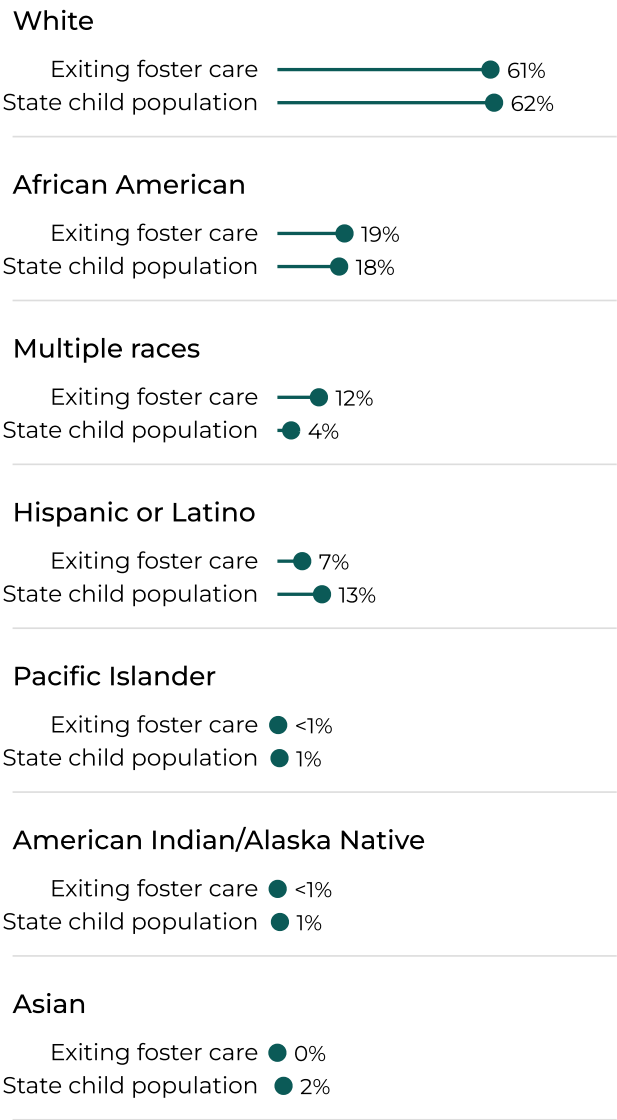 White
Exiting foster care 61%
State child population 62%
African American
Exiting foster care 19%
State child population 18%
Multiple races
Exiting foster care 12%
State child population 4%
Hispanic or Latino
Exiting foster care 7%
State child population 13%
Pacific Islander
Exiting foster care <1%
State child population 1%
American Indian/Alaska Native
Exiting foster care <1%
State child population 1%
Asian
Exiting foster care 0%
State child population 2%